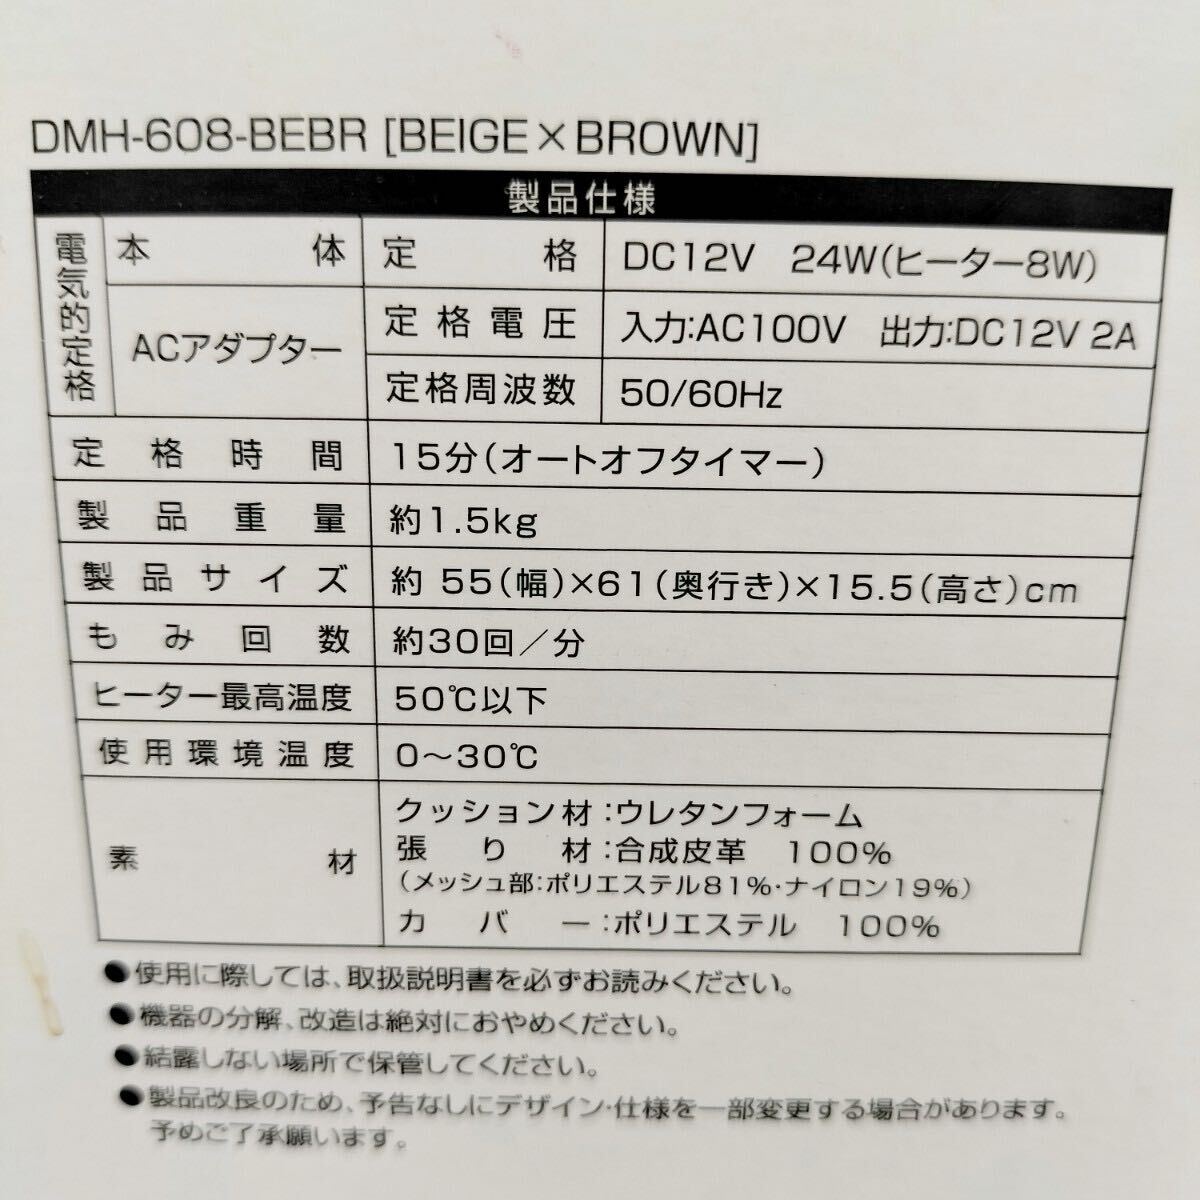 DMH-608-BEBR [BEIGE×BROWN]
製品仕様
電気的定格
本体 定格 DC12V 24W(ヒーター8W)
ACアダプター 定格電圧 入力:AC100V 出力:DC12V 2A
定格周波数 50/60Hz
定格時間 15分(オートオフタイマー)
製品重量 約1.5kg
製品サイズ 約 55(幅)×61(奥行き)×15.5(高さ)cm
もみ回数 約30回/分
ヒーター最高温度 50℃以下
使用環境温度 0〜30℃
素材 クッション材:ウレタンフォーム
張り材:合成皮革 100%
(メッシュ部:ポリエステル81%・ナイロン19%)
カバー:ポリエステル 100%
●使用に際しては、取扱説明書を必ずお読みください。
●機器の分解、改造は絶対におやめください。
●結露しない場所で保管してください。
●製品改良のため、予告なしにデザイン・仕様を一部変更する場合があります。
予めご了承願います。